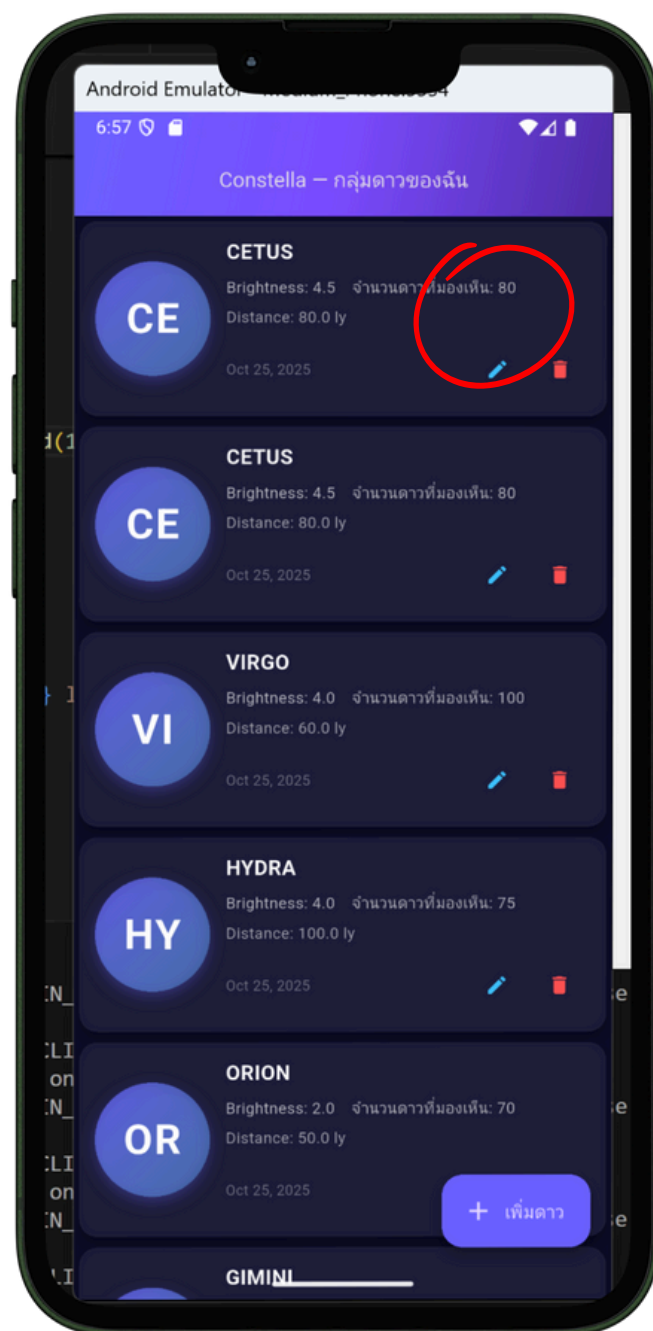 Android Emulator
6:57
Constella — กลุ่มดาวของฉัน
CETUS
CE
Brightness: 4.5 จำนวนดาวที่มองเห็น: 80
Distance: 80.0 ly
Oct 25, 2025
CETUS
CE
Brightness: 4.5 จำนวนดาวที่มองเห็น: 80
Distance: 80.0 ly
Oct 25, 2025
VIRGO
VI
Brightness: 4.0 จำนวนดาวที่มองเห็น: 100
Distance: 60.0 ly
Oct 25, 2025
HYDRA
HY
Brightness: 4.0 จำนวนดาวที่มองเห็น: 75
Distance: 100.0 ly
Oct 25, 2025
ORION
OR
Brightness: 2.0 จำนวนดาวที่มองเห็น: 70
Distance: 50.0 ly
Oct 25, 2025
+ เพิ่มดาว
GIMINI